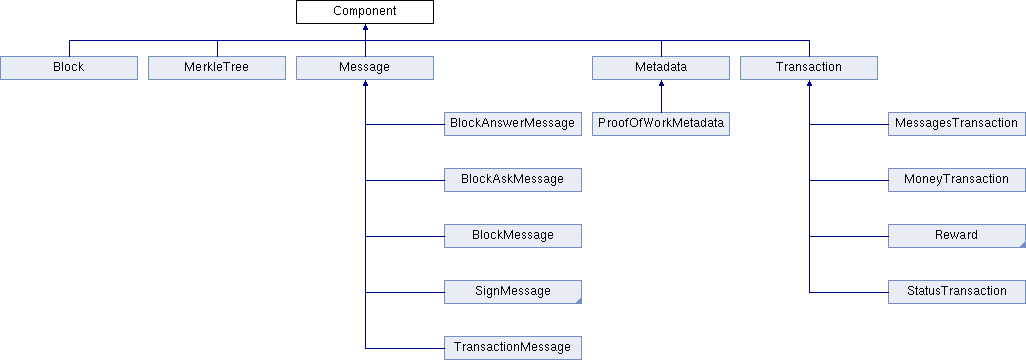 Component
Block
MerkleTree
Message
Metadata
Transaction
BlockAnswerMessage
ProofOfWorkMetadata
MessagesTransaction
BlockAskMessage
MoneyTransaction
BlockMessage
Reward
SignMessage
StatusTransaction
TransactionMessage